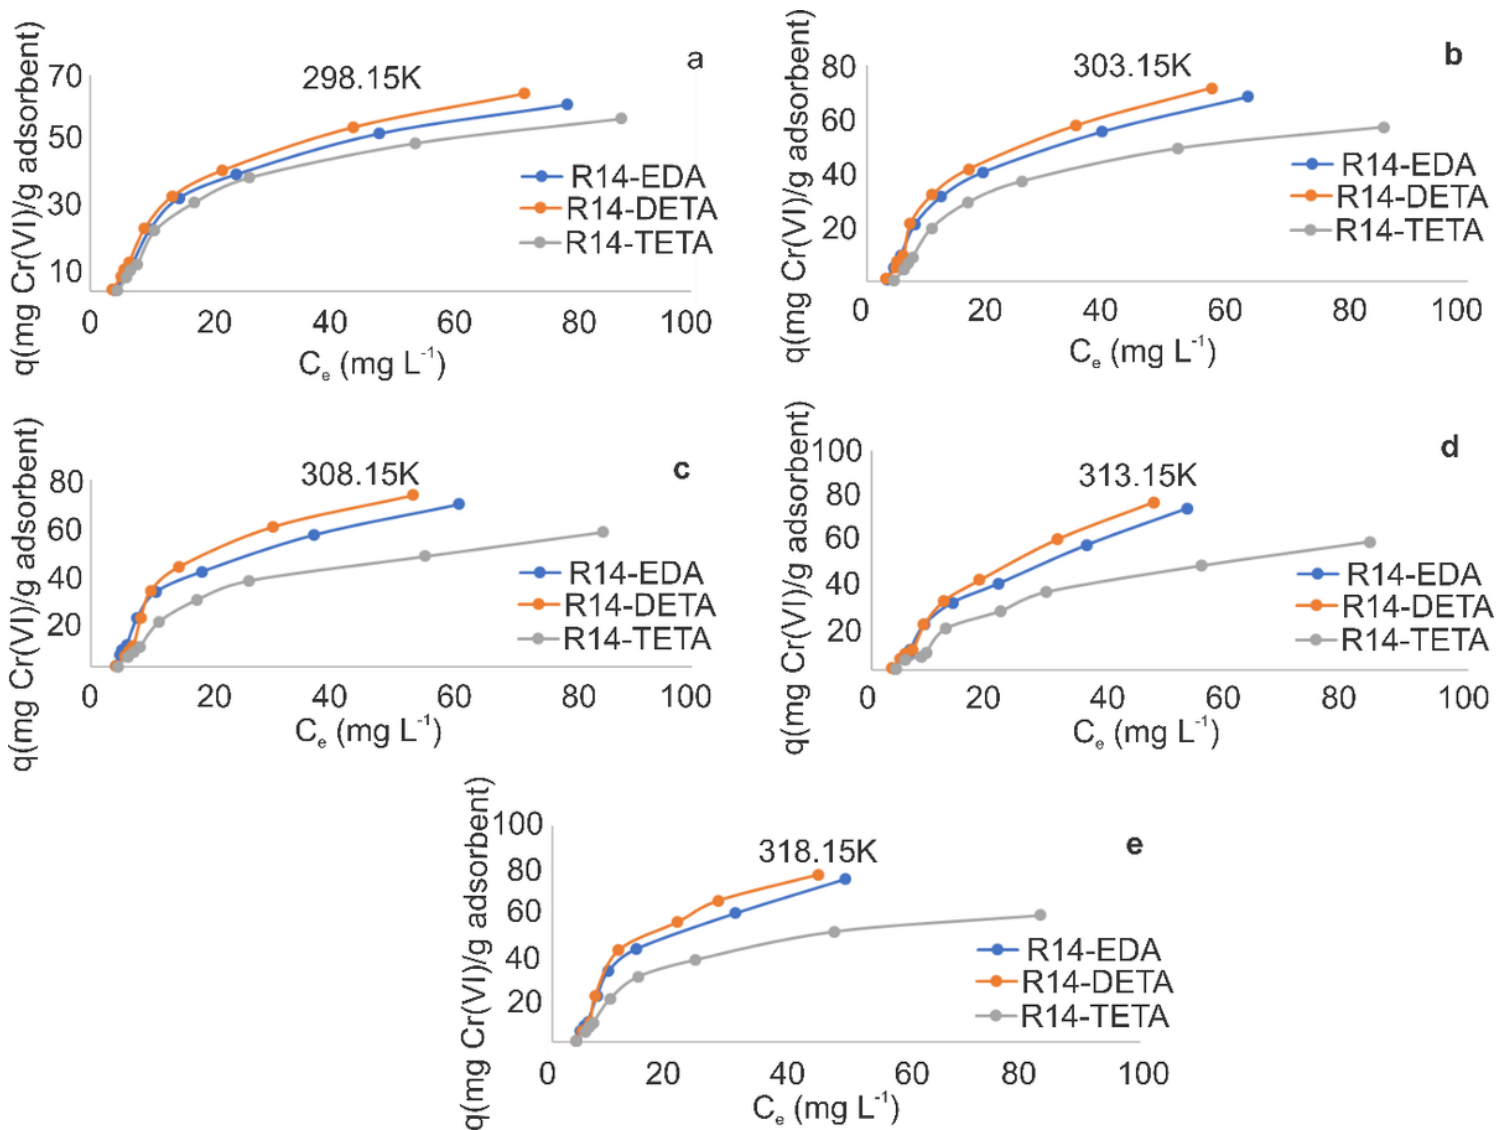 a
298.15K
q(mg Cr(VI)/g adsorbent)
70
50
30
10
R14-EDA
R14-DETA
R14-TETA
0 20 40 60 80 100
Cₑ (mg L⁻¹)
b
303.15K
q(mg Cr(VI)/g adsorbent)
80
60
40
20
R14-EDA
R14-DETA
R14-TETA
0 20 40 60 80 100
Cₑ (mg L⁻¹)
c
308.15K
q(mg Cr(VI)/g adsorbent)
80
60
40
20
R14-EDA
R14-DETA
R14-TETA
0 20 40 60 80 100
Cₑ (mg L⁻¹)
d
313.15K
q(mg Cr(VI)/g adsorbent)
100
80
60
40
20
R14-EDA
R14-DETA
R14-TETA
0 20 40 60 80 100
Cₑ (mg L⁻¹)
e
318.15K
q(mg Cr(VI)/g adsorbent)
100
80
60
40
20
R14-EDA
R14-DETA
R14-TETA
0 20 40 60 80 100
Cₑ (mg L⁻¹)